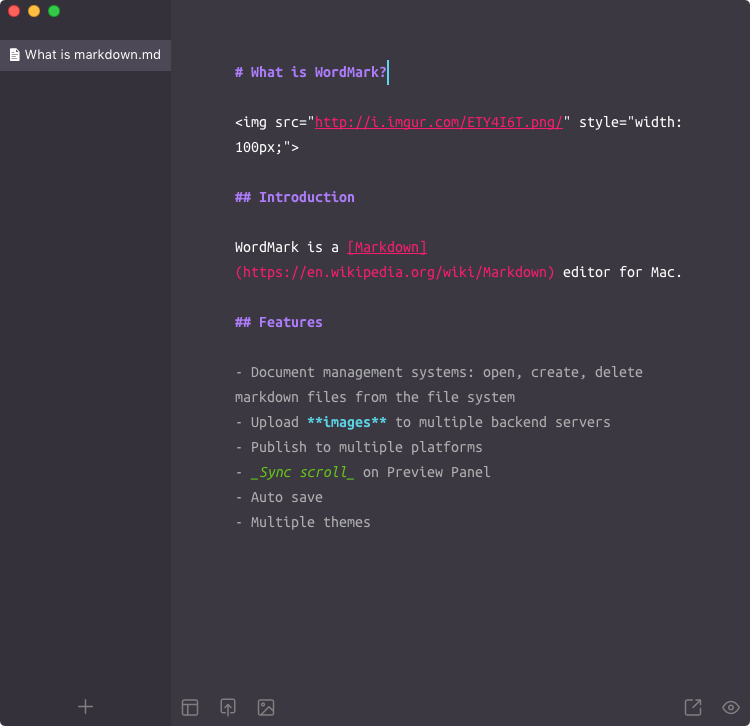 What is markdown.md
# What is WordMark?
<img src="http://i.imgur.com/ETY4I6T.png/" style="width:
100px;">
## Introduction
WordMark is a [Markdown]
(https://en.wikipedia.org/wiki/Markdown) editor for Mac.
## Features
- Document management systems: open, create, delete
markdown files from the file system
- Upload **images** to multiple backend servers
- Publish to multiple platforms
- _Sync scroll_ on Preview Panel
- Auto save
- Multiple themes